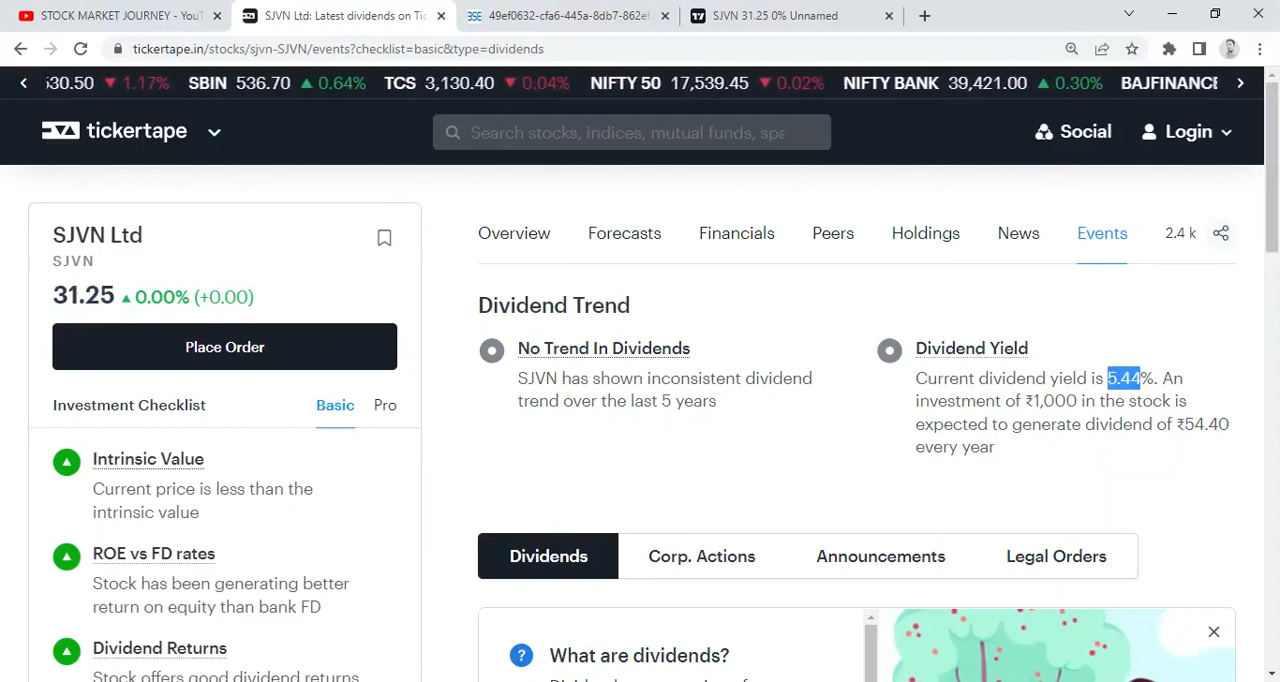 STOCK MARKET JOURNEY - YouT
SJVN Ltd: Latest dividends on Tic
49ef0632-cfa6-445a-8db7-862ef
SJVN 31.25 0% Unnamed
tickertape.in/stocks/sjvn-SJVN/events?checklist=basic&type=dividends
530.50 ▼ 1.17% SBIN 536.70 ▲ 0.64% TCS 3,130.40 ▼ 0.04% NIFTY 50 17,539.45 ▼ 0.02% NIFTY BANK 39,421.00 ▲ 0.30% BAJFINANCE
tickertape
Search stocks, indices, mutual funds, spa
Social
Login
SJVN Ltd
SJVN
31.25 ▲ 0.00% (+0.00)
Place Order
Investment Checklist
Basic
Pro
Intrinsic Value
Current price is less than the
intrinsic value
ROE vs FD rates
Stock has been generating better
return on equity than bank FD
Dividend Returns
Stock offers good dividend returns
Overview Forecasts Financials Peers Holdings News Events 2.4 k
Dividend Trend
No Trend In Dividends
SJVN has shown inconsistent dividend
trend over the last 5 years
Dividend Yield
Current dividend yield is 5.44%. An
investment of ₹1,000 in the stock is
expected to generate dividend of ₹54.40
every year
Dividends Corp. Actions Announcements Legal Orders
? What are dividends?